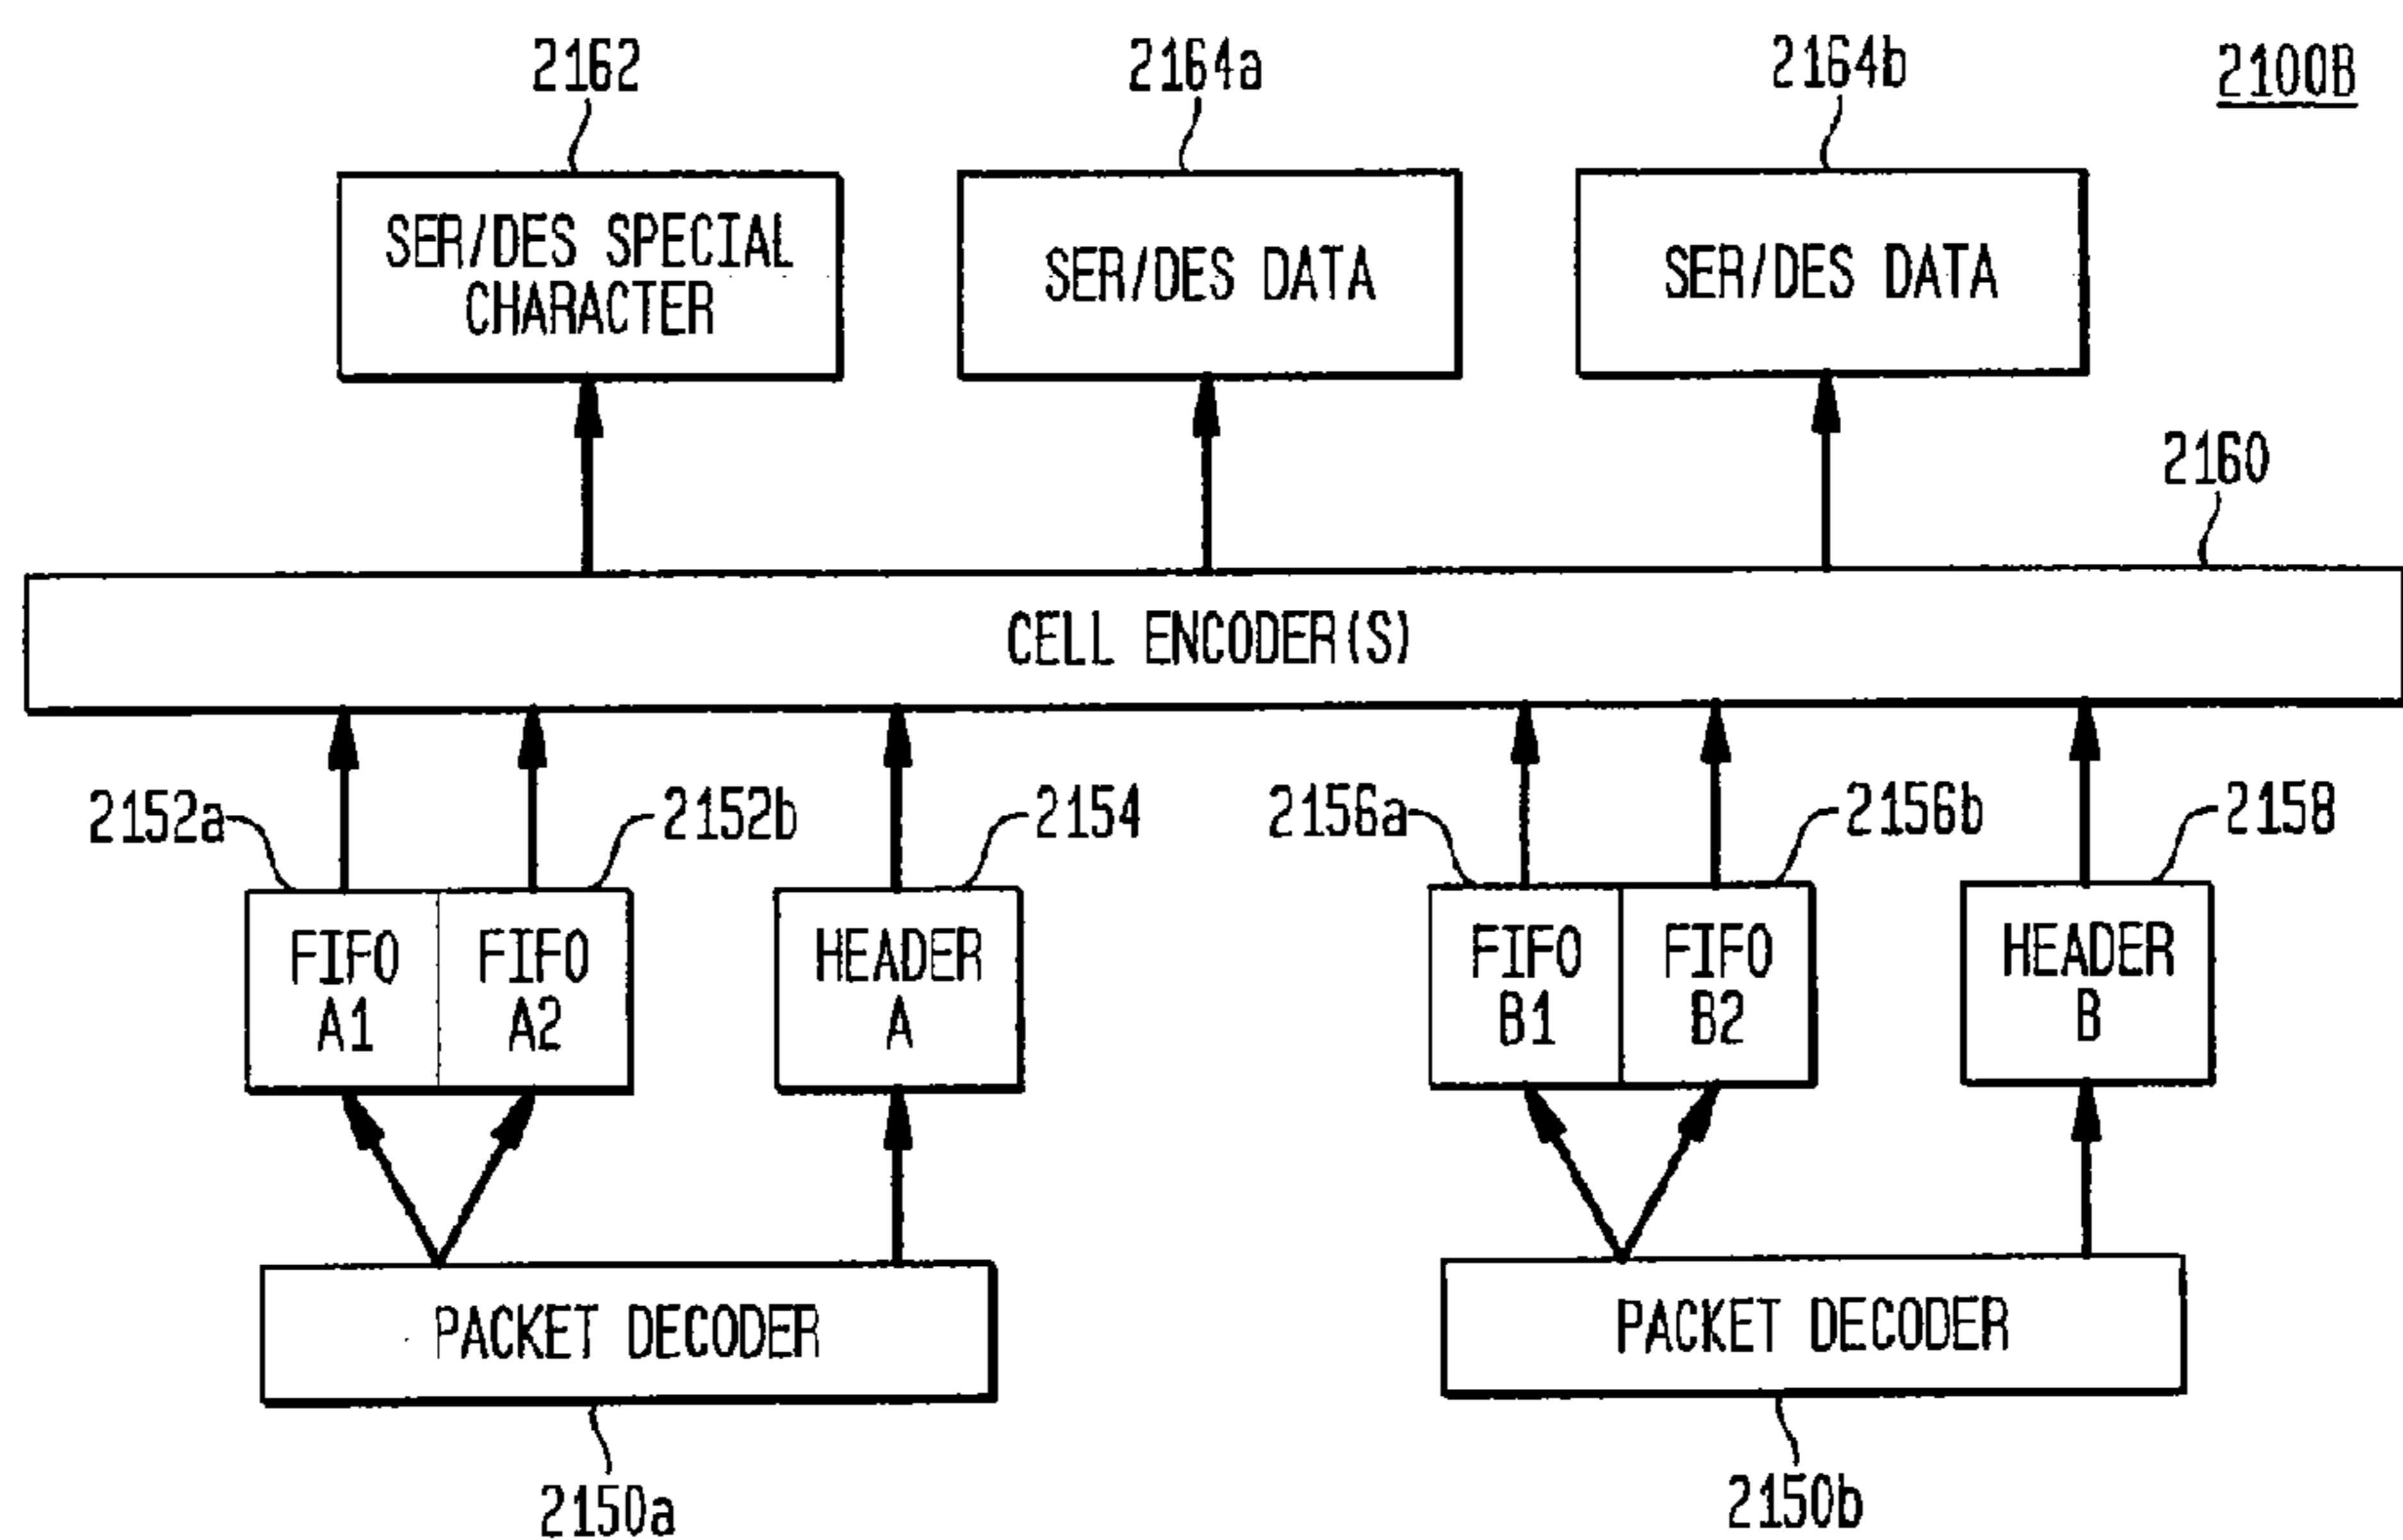 2162
2164a
2164b
2100B
SER/DES SPECIAL
CHARACTER
SER/DES DATA
SER/DES DATA
2160
CELL ENCODER(S)
2152a
2152b
2154
2156a
2156b
2158
FIFO
A1
FIFO
A2
HEADER
A
FIFO
B1
FIFO
B2
HEADER
B
PACKET DECODER
PACKET DECODER
2150a
2150b